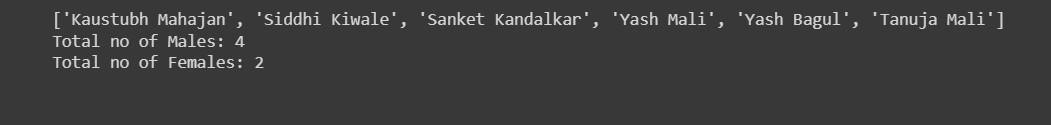 ['Kaustubh Mahajan', 'Siddhi Kiwale', 'Sanket Kandalkar', 'Yash Mali', 'Yash Bagul', 'Tanuja Mali']
Total no of Males: 4
Total no of Females: 2